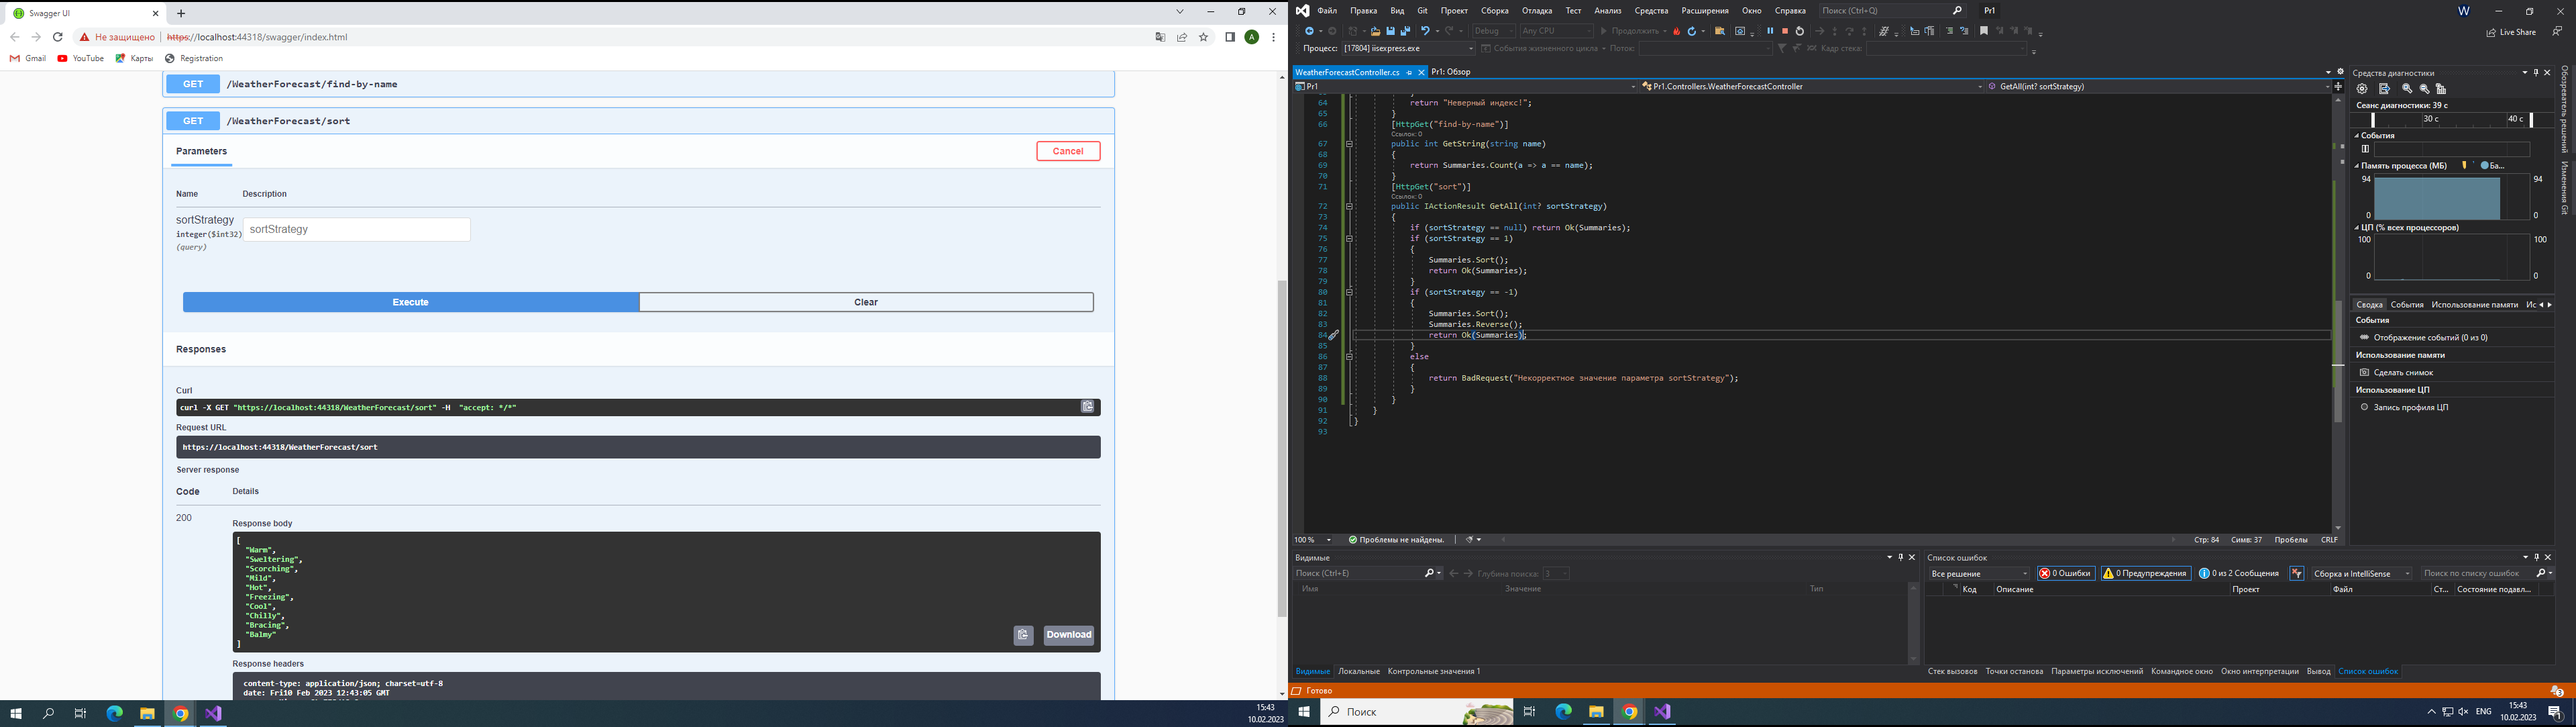 Swagger UI
Не защищено | https://localhost:44318/swagger/index.html
Gmail YouTube Карты Registration
GET /WeatherForecast/find-by-name
GET /WeatherForecast/sort
Parameters Cancel
Name Description
sortStrategy
integer($int32)
(query)
sortStrategy
Execute Clear
Responses
Curl
curl -X GET "https://localhost:44318/WeatherForecast/sort" -H "accept: */*"
Request URL
https://localhost:44318/WeatherForecast/sort
Server response
Code Details
200
Response body
[
"Warm",
"Sweltering",
"Scorching",
"Mild",
"Hot",
"Freezing",
"Cool",
"Chilly",
"Bracing",
"Balmy"
]
Download
Response headers
content-type: application/json; charset=utf-8
date: Fri10 Feb 2023 12:43:05 GMT
15:43
10.02.2023
Файл Правка Вид Git Проект Сборка Отладка Тест Анализ Средства Расширения Окно Справка Поиск (Ctrl+Q) Pr1 W
Debug Any CPU Продолжить Live Share
Процесс: [17804] iisexpress.exe События жизненного цикла Поток: Кадр стека:
WeatherForecastController.cs Pr1: Обзор
Pr1 Pr1.Controllers.WeatherForecastController GetAll(int? sortStrategy)
64 return "Неверный индекс!";
65 }
66 [HttpGet("find-by-name")]
Ссылок: 0
67 public int GetString(string name)
68 {
69 return Summaries.Count(a => a == name);
70 }
71 [HttpGet("sort")]
Ссылок: 0
72 public IActionResult GetAll(int? sortStrategy)
73 {
74 if (sortStrategy == null) return Ok(Summaries);
75 if (sortStrategy == 1)
76 {
77 Summaries.Sort();
78 return Ok(Summaries);
79 }
80 if (sortStrategy == -1)
81 {
82 Summaries.Sort();
83 Summaries.Reverse();
84 return Ok(Summaries);
85 }
86 else
87 {
88 return BadRequest("Некорректное значение параметра sortStrategy");
89 }
90 }
91 }
92 }
93
100 % Проблемы не найдены. Стр: 84 Симв: 37 Пробелы CRLF
Средства диагностики
Сеанс диагностики: 39 с
30 с 40 с
События
Память процесса (МБ) Ба...
94 94
0 0
ЦП (% всех процессоров)
100 100
0 0
Сводка События Использование памяти Ис
События
Отображение событий (0 из 0)
Использование памяти
Сделать снимок
Использование ЦП
Запись профиля ЦП
Обозреватель решений
Изменения Git
Видимые
Поиск (Ctrl+E) Глубина поиска: 3
Имя Значение Тип
Видимые Локальные Контрольные значения 1
Список ошибок
Все решение 0 Ошибки 0 Предупреждения 0 из 2 Сообщения Сборка и IntelliSense Поиск по списку ошибок
Код Описание Проект Файл Ст... Состояние подавл...
Стек вызовов Точки останова Параметры исключений Командное окно Окно интерпретации Вывод Список ошибок
Готово
Поиск
ENG
15:43
10.02.2023